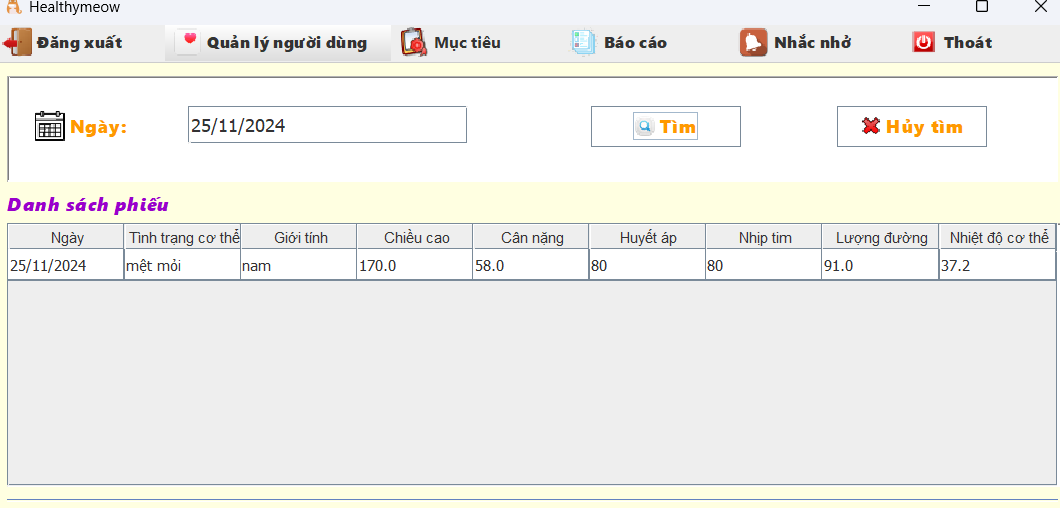 Healthymeow
Đăng xuất Quản lý người dùng Mục tiêu Báo cáo Nhắc nhở Thoát
Ngày: 25/11/2024 Tìm Hủy tìm
Danh sách phiếu
Ngày Tình trạng cơ thể Giới tính Chiều cao Cân nặng Huyết áp Nhịp tim Lượng đường Nhiệt độ cơ thể
25/11/2024 mệt mỏi nam 170.0 58.0 80 80 91.0 37.2